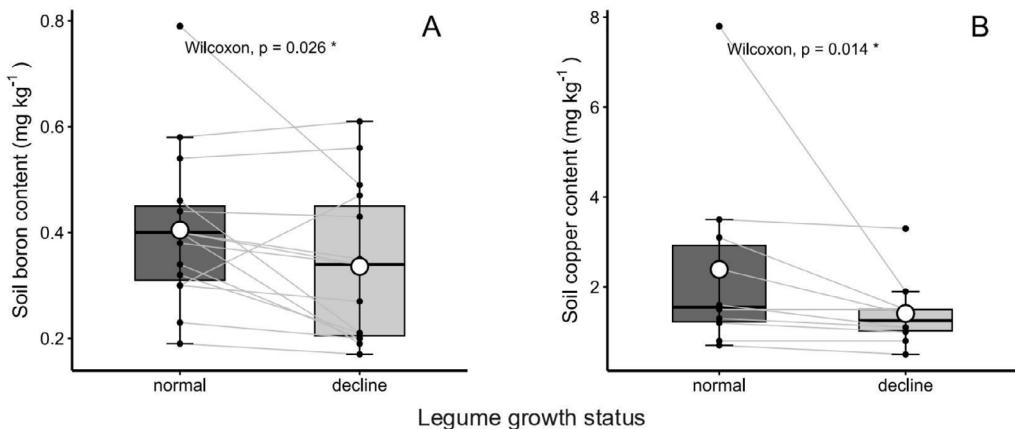 A
Wilcoxon, p = 0.026 *
Soil boron content (mg kg⁻¹)
0.8
0.6
0.4
0.2
normal decline
B
Wilcoxon, p = 0.014 *
Soil copper content (mg kg⁻¹)
8
6
4
2
normal decline
Legume growth status